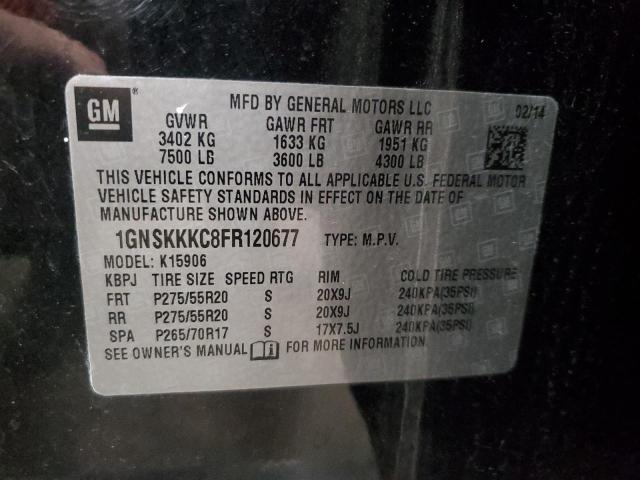 GM
MFD BY GENERAL MOTORS LLC 02/14
GVWR GAWR FRT GAWR RR
3402 KG 1633 KG 1951 KG
7500 LB 3600 LB 4300 LB
THIS VEHICLE CONFORMS TO ALL APPLICABLE U.S. FEDERAL MOTOR
VEHICLE SAFETY STANDARDS IN EFFECT ON THE DATE OF
MANUFACTURE SHOWN ABOVE.
1GNSKKKC8FR120677 TYPE: M.P.V.
MODEL: K15906
KBPJ TIRE SIZE SPEED RTG RIM COLD TIRE PRESSURE
FRT P275/55R20 S 20X9J 240KPA(35PSI)
RR P275/55R20 S 20X9J 240KPA(35PSI)
SPA P265/70R17 S 17X7.5J 240KPA(35PSI)
SEE OWNER'S MANUAL FOR MORE INFORMATION.